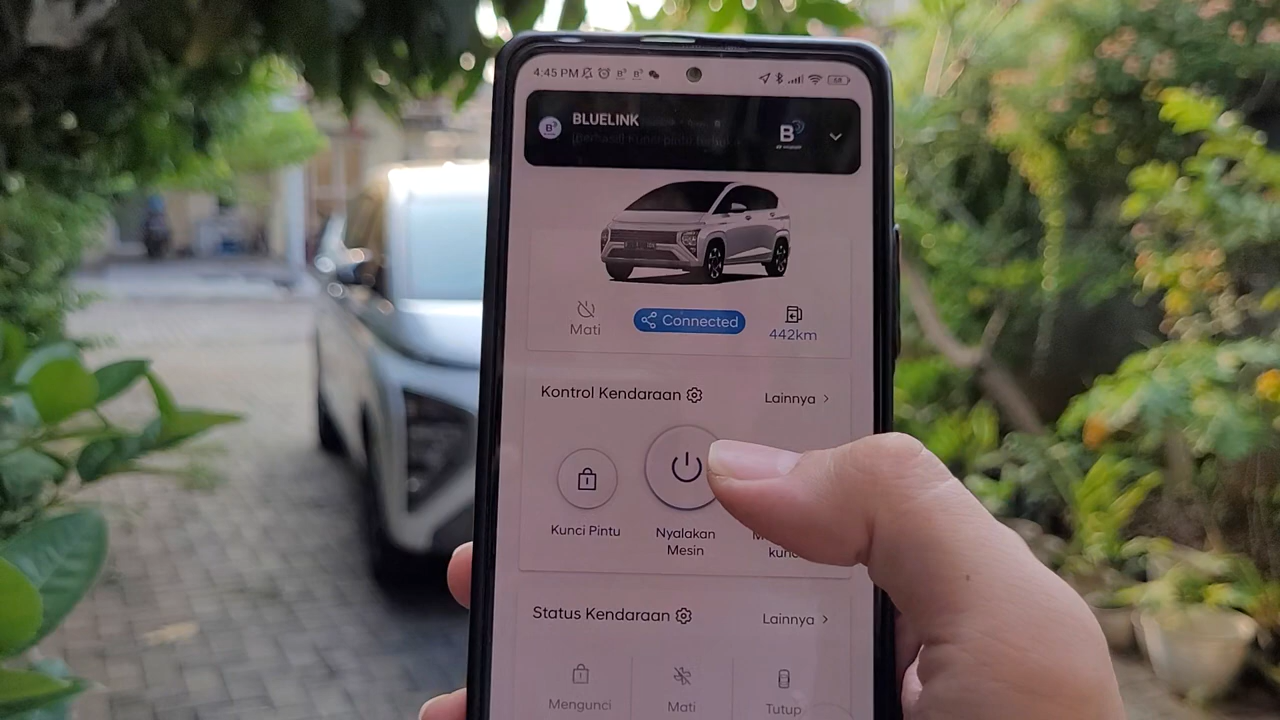 4:45 PM
68
BLUELINK
B
Mati
Connected
442km
Kontrol Kendaraan
Lainnya
Kunci Pintu
Nyalakan
Mesin
Status Kendaraan
Lainnya
Mengunci
Mati
Tutup